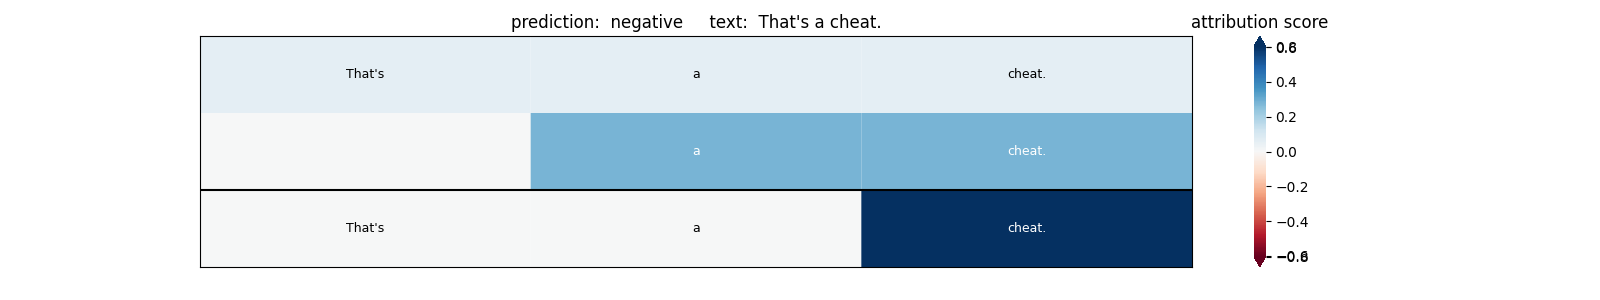 prediction:  negative     text:  That's a cheat.
attribution score
That's a cheat.
a cheat.
That's a cheat.
0.4
0.2
0.0
−0.2
−0.4